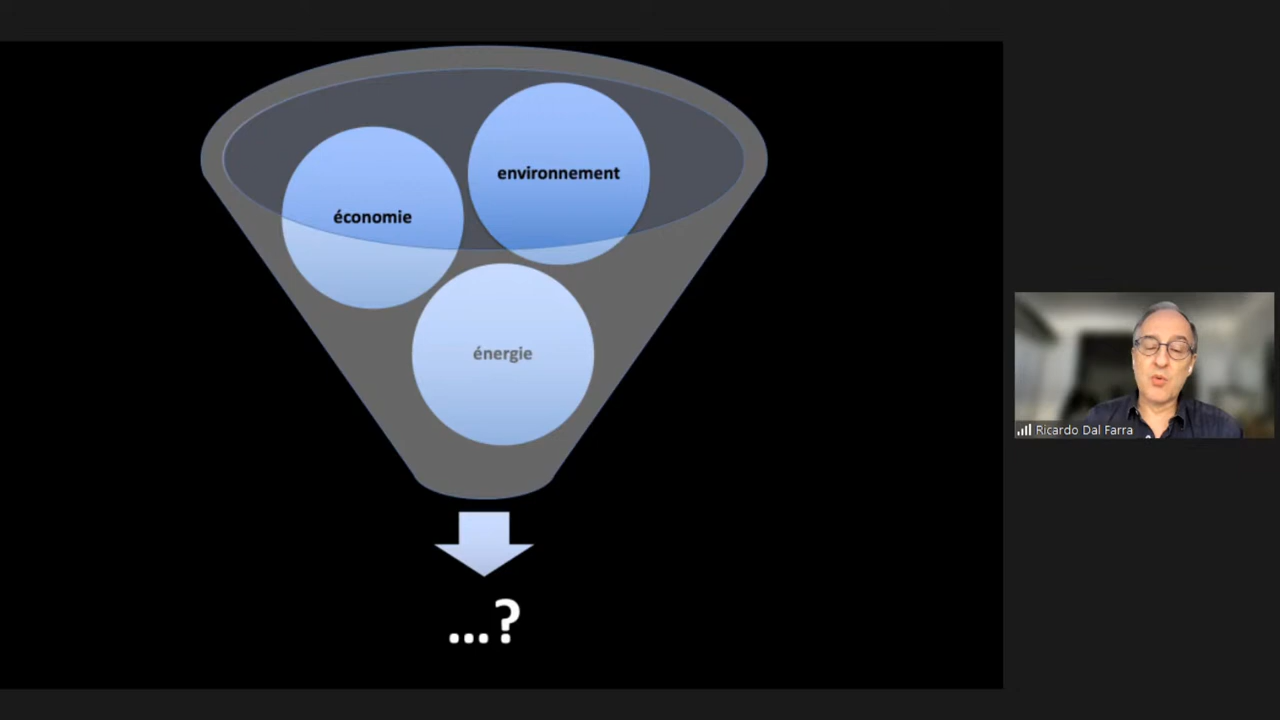 environnement
économie
énergie
...?
Ricardo Dal Farra